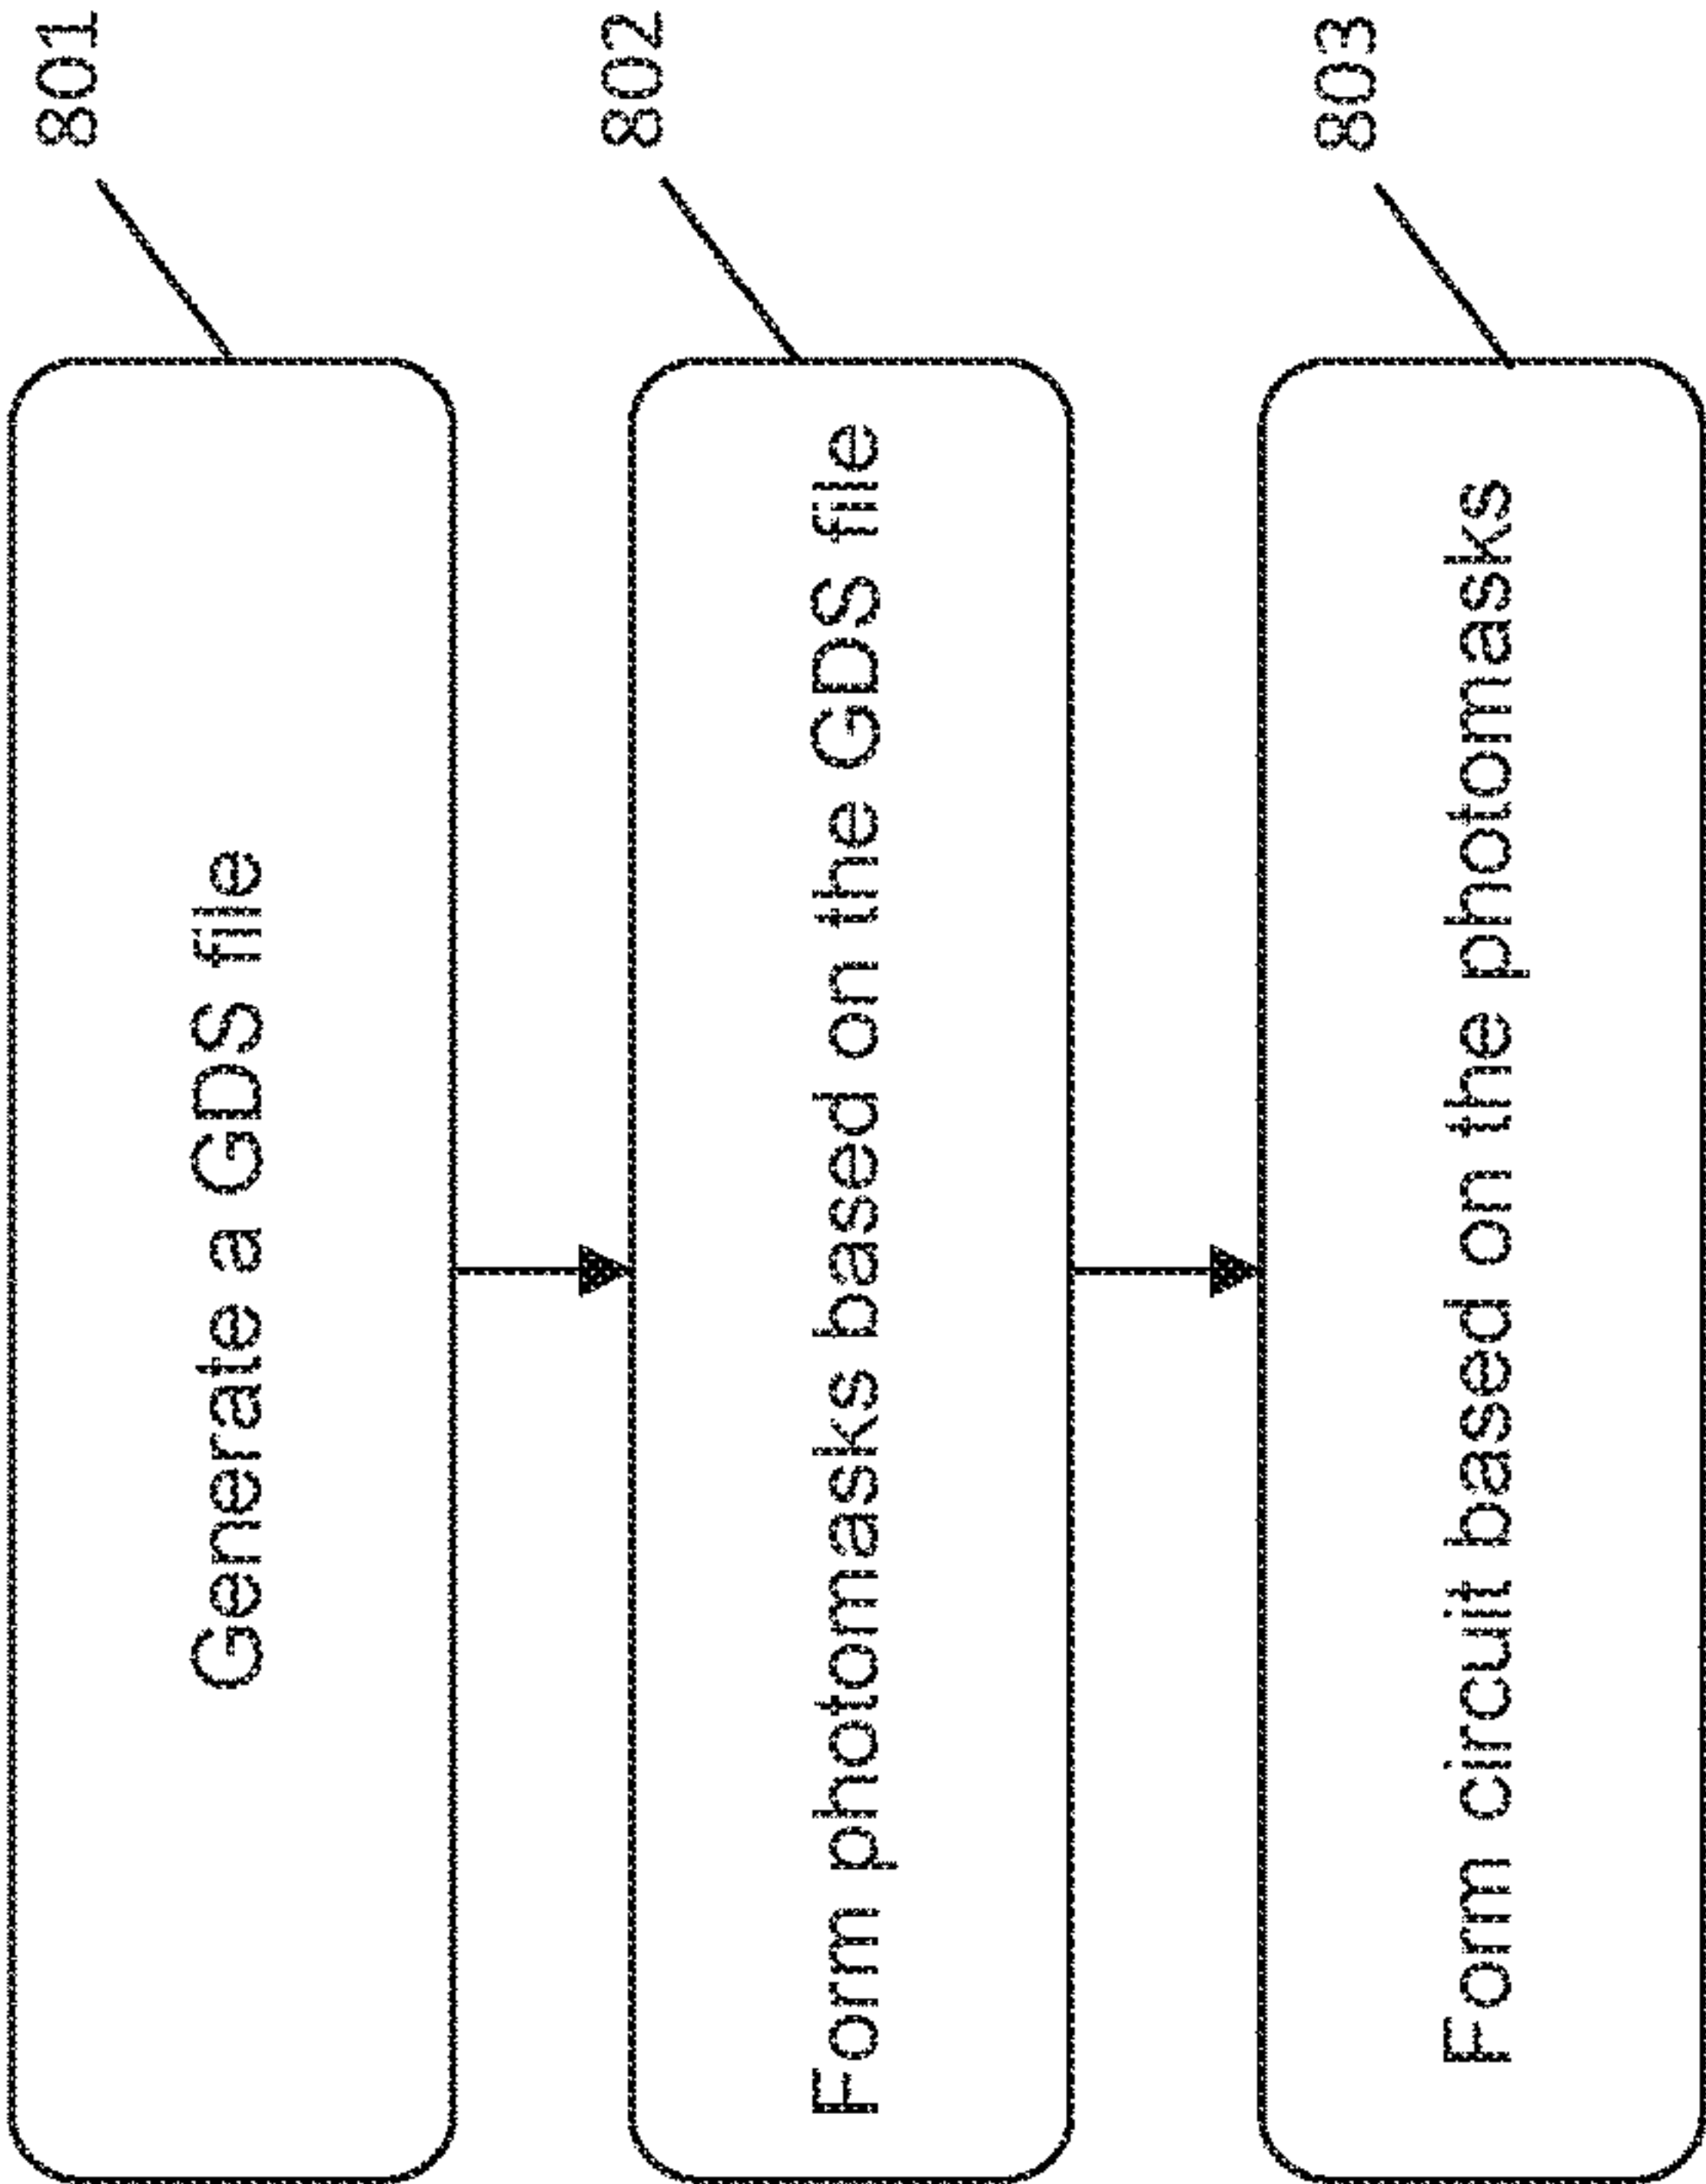 801
Generate a GDS file
802
Form photomasks based on the GDS file
803
Form circuit based on the photomasks